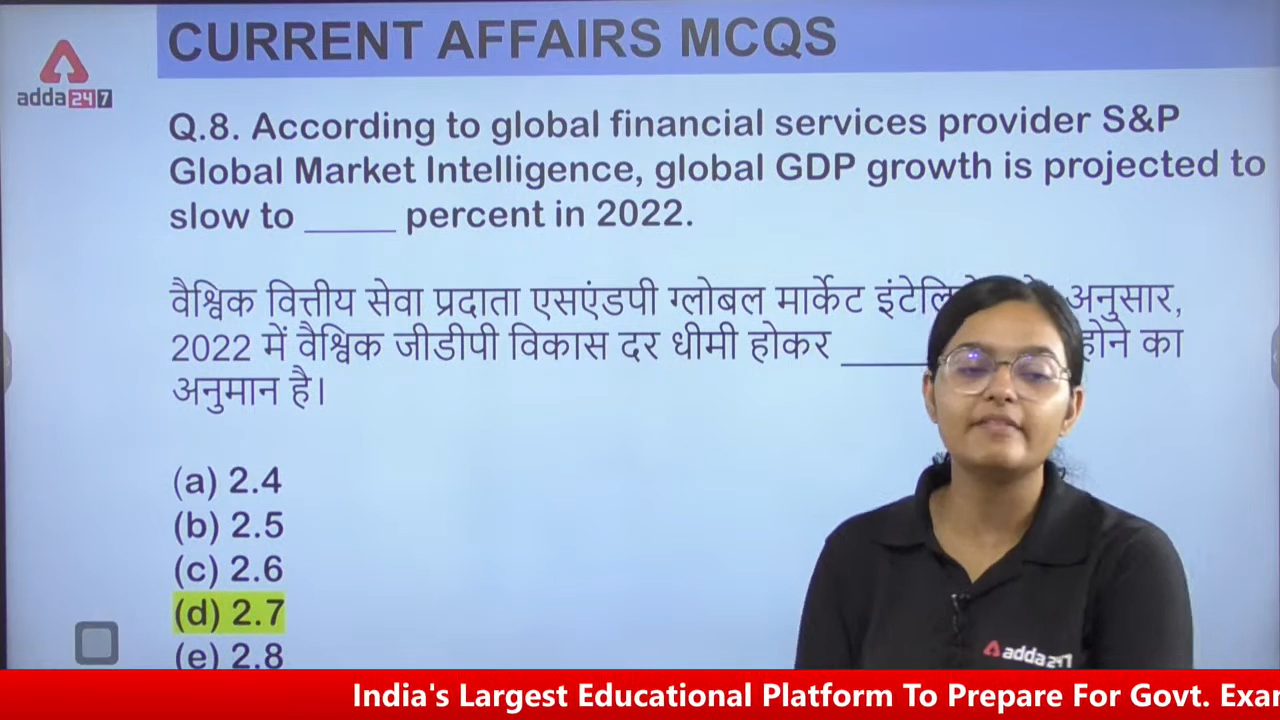 CURRENT AFFAIRS MCQS
adda247
Q.8. According to global financial services provider S&P
Global Market Intelligence, global GDP growth is projected to
slow to _____ percent in 2022.
वैश्विक वित्तीय सेवा प्रदाता एसएंडपी ग्लोबल मार्केट अनुसार,
2022 में वैश्विक जीडीपी विकास दर धीमी होकर _____ होने का
अनुमान है।
(a) 2.4
(b) 2.5
(c) 2.6
(d) 2.7
(e) 2.8
adda247
India's Largest Educational Platform To Prepare For Govt. Exa